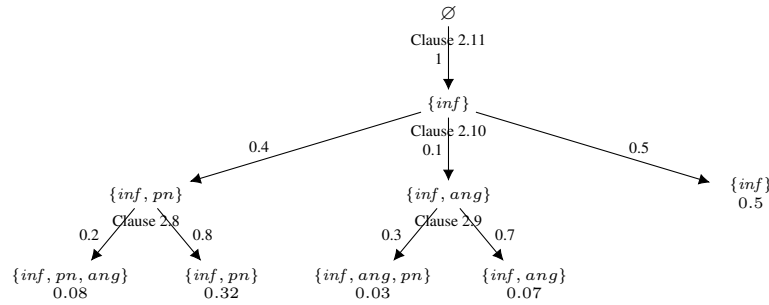 ∅
Clause 2.11
1
{inf}
Clause 2.10
0.4 0.1 0.5
{inf, pn} {inf, ang} {inf}
0.5
Clause 2.8 Clause 2.9
0.2 0.8 0.3 0.7
{inf, pn, ang} {inf, pn} {inf, ang, pn} {inf, ang}
0.08 0.32 0.03 0.07